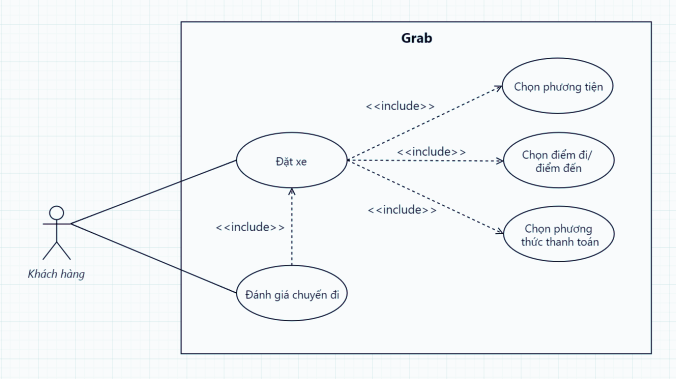 Grab
Chọn phương tiện
<<include>>
Đặt xe
<<include>>
Chọn điểm đi/
điểm đến
<<include>>
Chọn phương
thức thanh toán
<<include>>
Khách hàng
Đánh giá chuyến đi